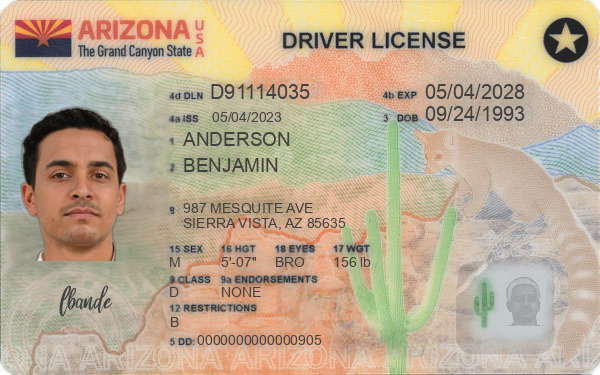 ARIZONA USA
The Grand Canyon State
DRIVER LICENSE
4d DLN D91114035 4b EXP 05/04/2028
4a ISS 05/04/2023 3 DOB 09/24/1993
1 ANDERSON
2 BENJAMIN
8 987 MESQUITE AVE
SIERRA VISTA, AZ 85635
15 SEX 16 HGT 18 EYES 17 WGT
M 5'-07" BRO 156 lb
9 CLASS 9a ENDORSEMENTS
D NONE
12 RESTRICTIONS
B
5 DD: 0000000000000905
ARIZONA ARIZONA ARIZONA ARIZONA